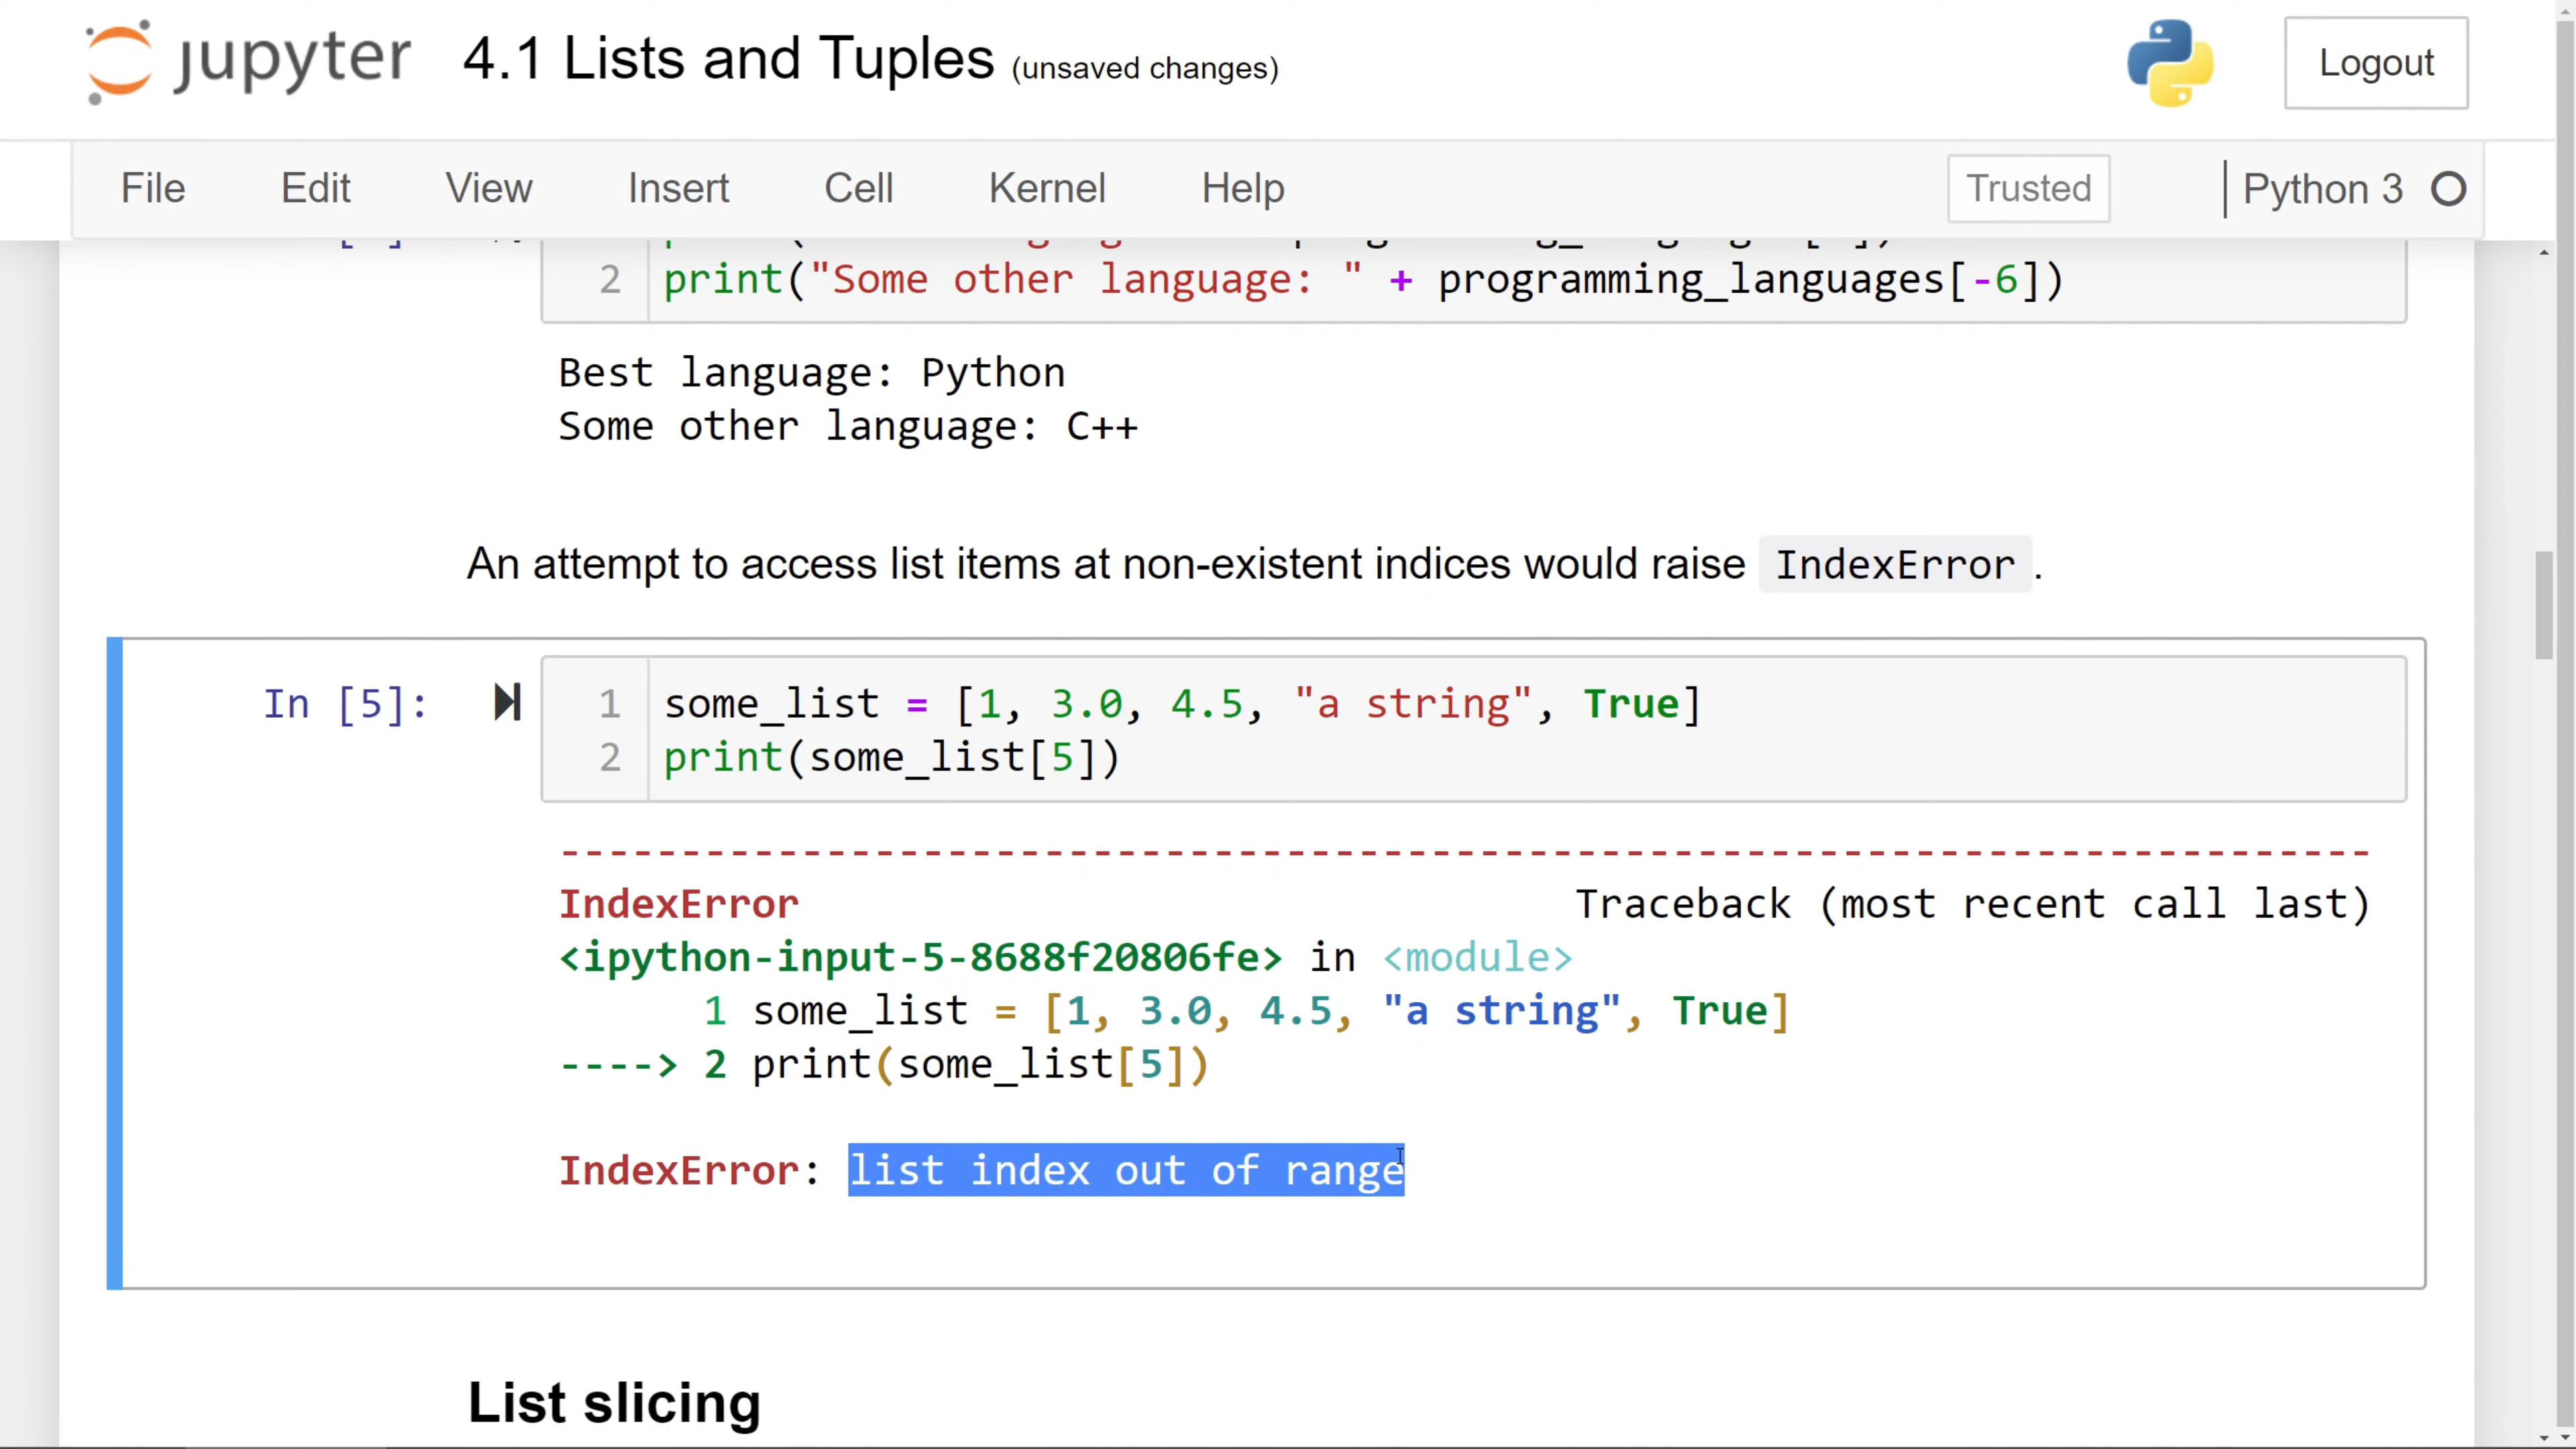 jupyter 4.1 Lists and Tuples (unsaved changes) Logout
File Edit View Insert Cell Kernel Help Trusted Python 3
2 print("Some other language: " + programming_languages[-6])
Best language: Python
Some other language: C++
An attempt to access list items at non-existent indices would raise IndexError.
In [5]: 1 some_list = [1, 3.0, 4.5, "a string", True]
2 print(some_list[5])
---------------------------------------------------------------------------
IndexError Traceback (most recent call last)
<ipython-input-5-8688f20806fe> in <module>
1 some_list = [1, 3.0, 4.5, "a string", True]
----> 2 print(some_list[5])
IndexError: list index out of range
List slicing